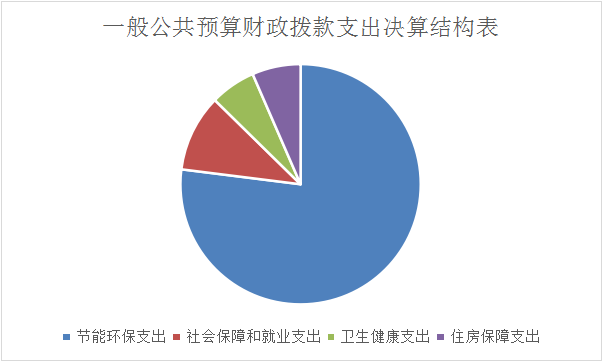 一般公共预算财政拨款支出决算结构表
节能环保支出 社会保障和就业支出 卫生健康支出 住房保障支出